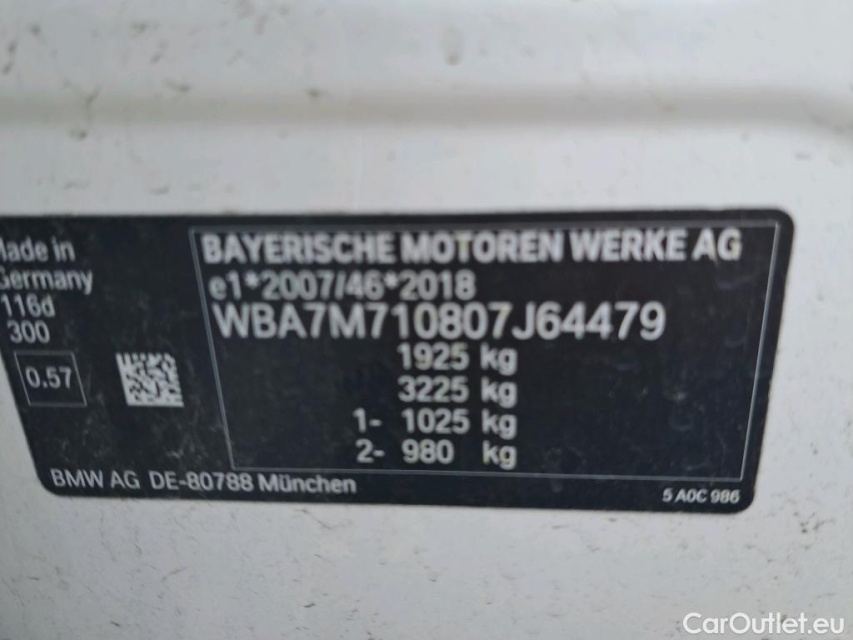 Made in
Germany
116d
300
0.57
BAYERISCHE MOTOREN WERKE AG
e1*2007/46*2018
WBA7M710807J64479
1925 kg
3225 kg
1- 1025 kg
2- 980 kg
BMW AG DE-80788 München
5 A0C 986
CarOutlet.eu